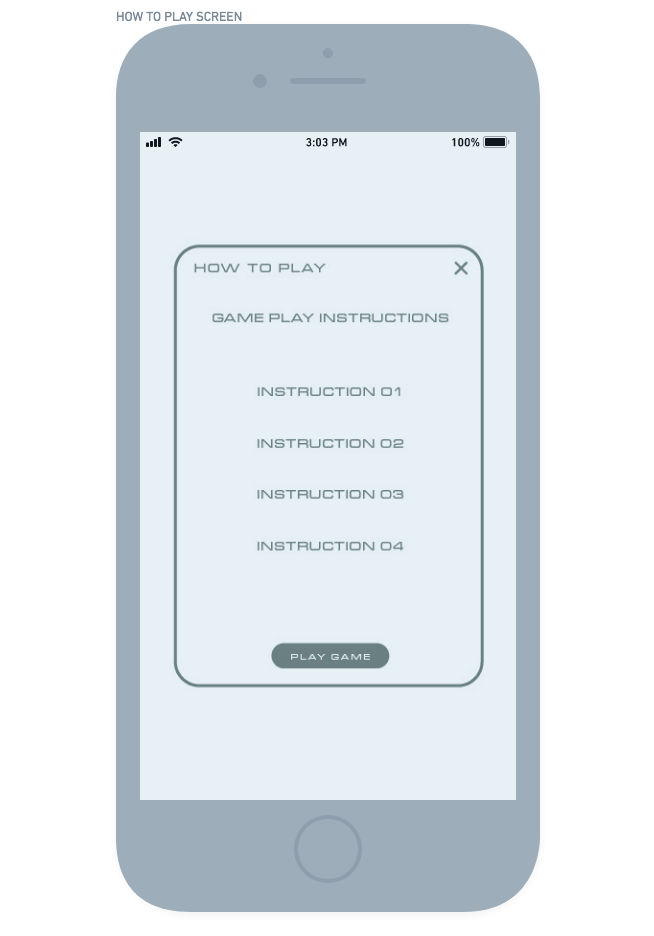 HOW TO PLAY SCREEN
3:03 PM
100%
HOW TO PLAY
GAME PLAY INSTRUCTIONS
INSTRUCTION 01
INSTRUCTION 02
INSTRUCTION 03
INSTRUCTION 04
PLAY GAME